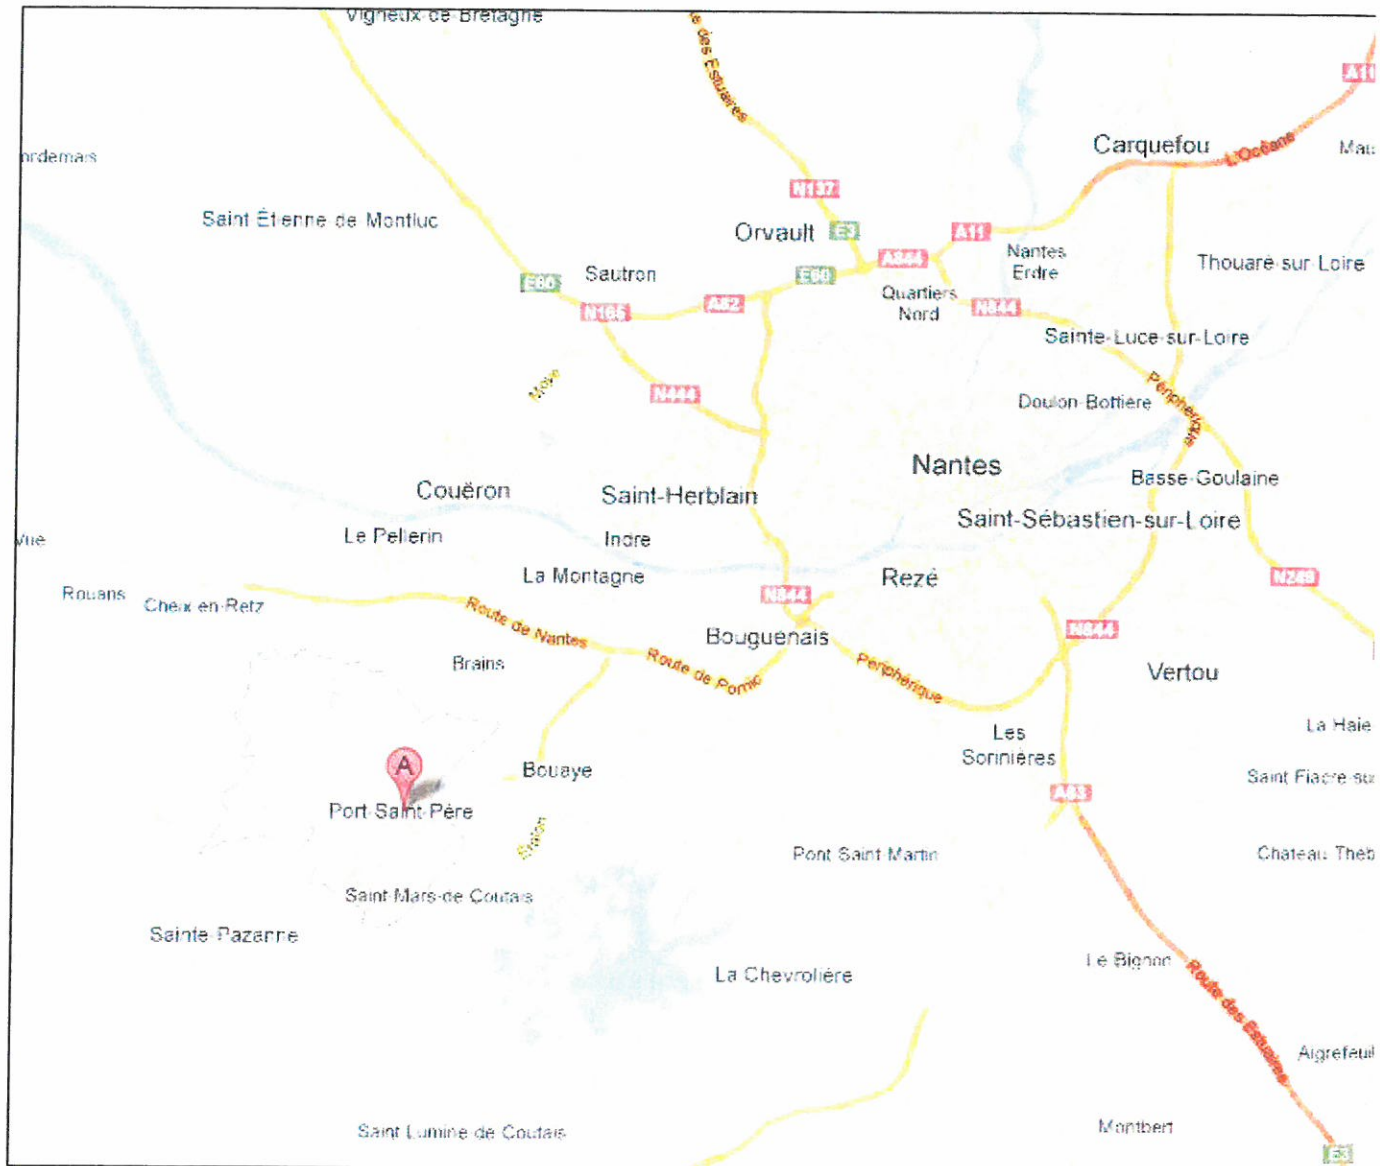 Vigneux-de-Bretagne
des Estuaires
A11
Carquefou
L'Océane
Mau
ordemais
N137
Saint Étienne de Montluc
Orvault
E3
A11
Nantes
Erdre
A844
Thouaré-sur-Loire
Sautron
E60
E60
Quartiers
Nord
A82
N165
N844
Sainte-Luce-sur-Loire
N444
Périphérique
Doulon-Bottière
Nantes
Basse-Goulaine
Couëron
Saint-Herblain
Saint-Sébastien-sur-Loire
Le Pellerin
Indre
Vue
La Montagne
Rezé
N249
Rouans
Cheix-en-Retz
N844
Route de Nantes
Bouguenais
N844
Brains
Route de Pornic
Périphérique
Vertou
La Haie
Les
Sorinières
A
Bouaye
Saint Fiacre-su
A83
Port-Saint-Père
Etalon
Pont Saint-Martin
Chateau Theb
Saint-Mars-de Coutais
Sainte-Pazanne
Le Bignon
La Chevrolière
Route des Estuaires
Aigrefeuil
Montbert
Saint Lumine de Coutais
E3